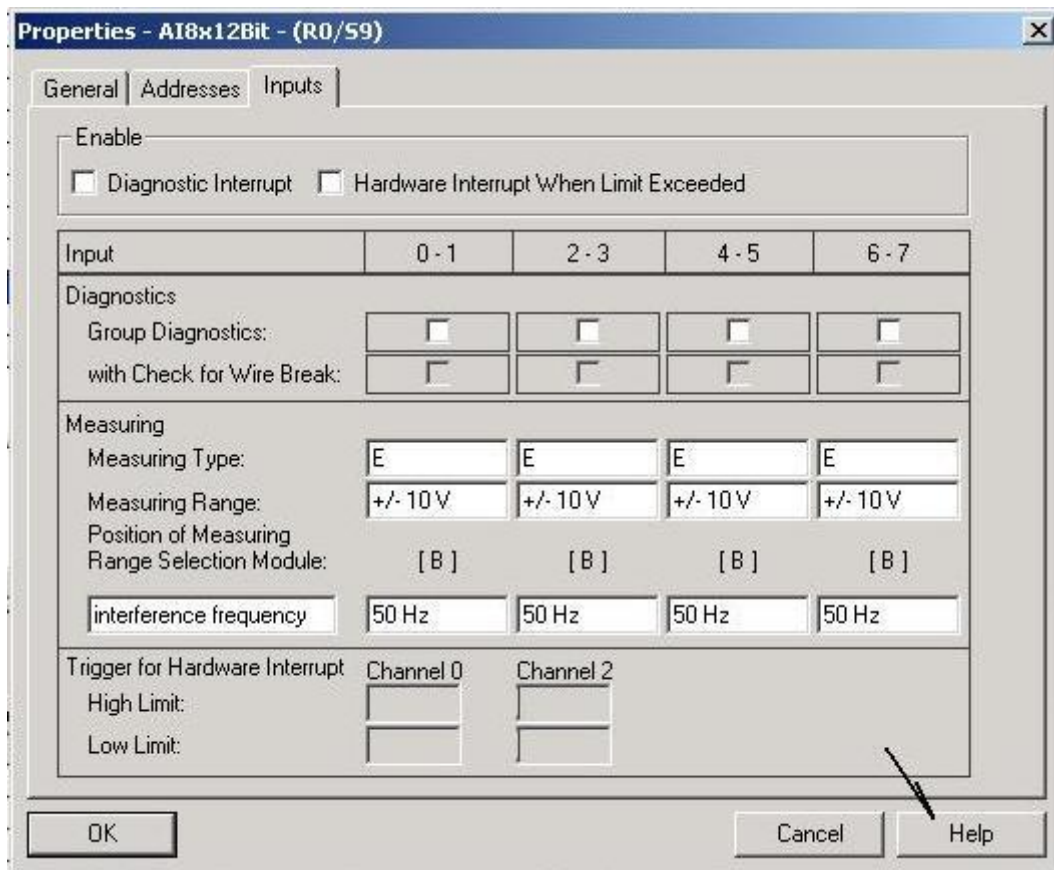 Properties - AI8x12Bit - (R0/S9)
General Addresses Inputs
Enable
Diagnostic Interrupt Hardware Interrupt When Limit Exceeded
Input 0 - 1 2 - 3 4 - 5 6 - 7
Diagnostics
Group Diagnostics:
with Check for Wire Break:
Measuring
Measuring Type: E E E E
Measuring Range: +/- 10 V +/- 10 V +/- 10 V +/- 10 V
Position of Measuring
Range Selection Module: [ B ] [ B ] [ B ] [ B ]
interference frequency 50 Hz 50 Hz 50 Hz 50 Hz
Trigger for Hardware Interrupt Channel 0 Channel 2
High Limit:
Low Limit:
OK Cancel Help